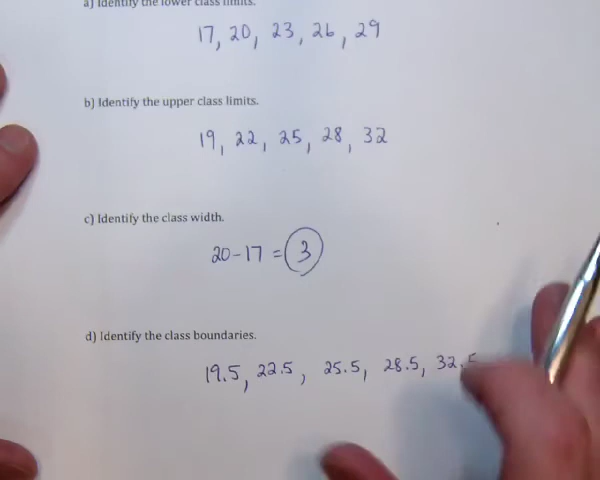 a) Identify the lower class limits.
17, 20, 23, 26, 29
b) Identify the upper class limits.
19, 22, 25, 28, 32
c) Identify the class width.
20-17 = 3
d) Identify the class boundaries.
19.5, 22.5, 25.5, 28.5, 32.5